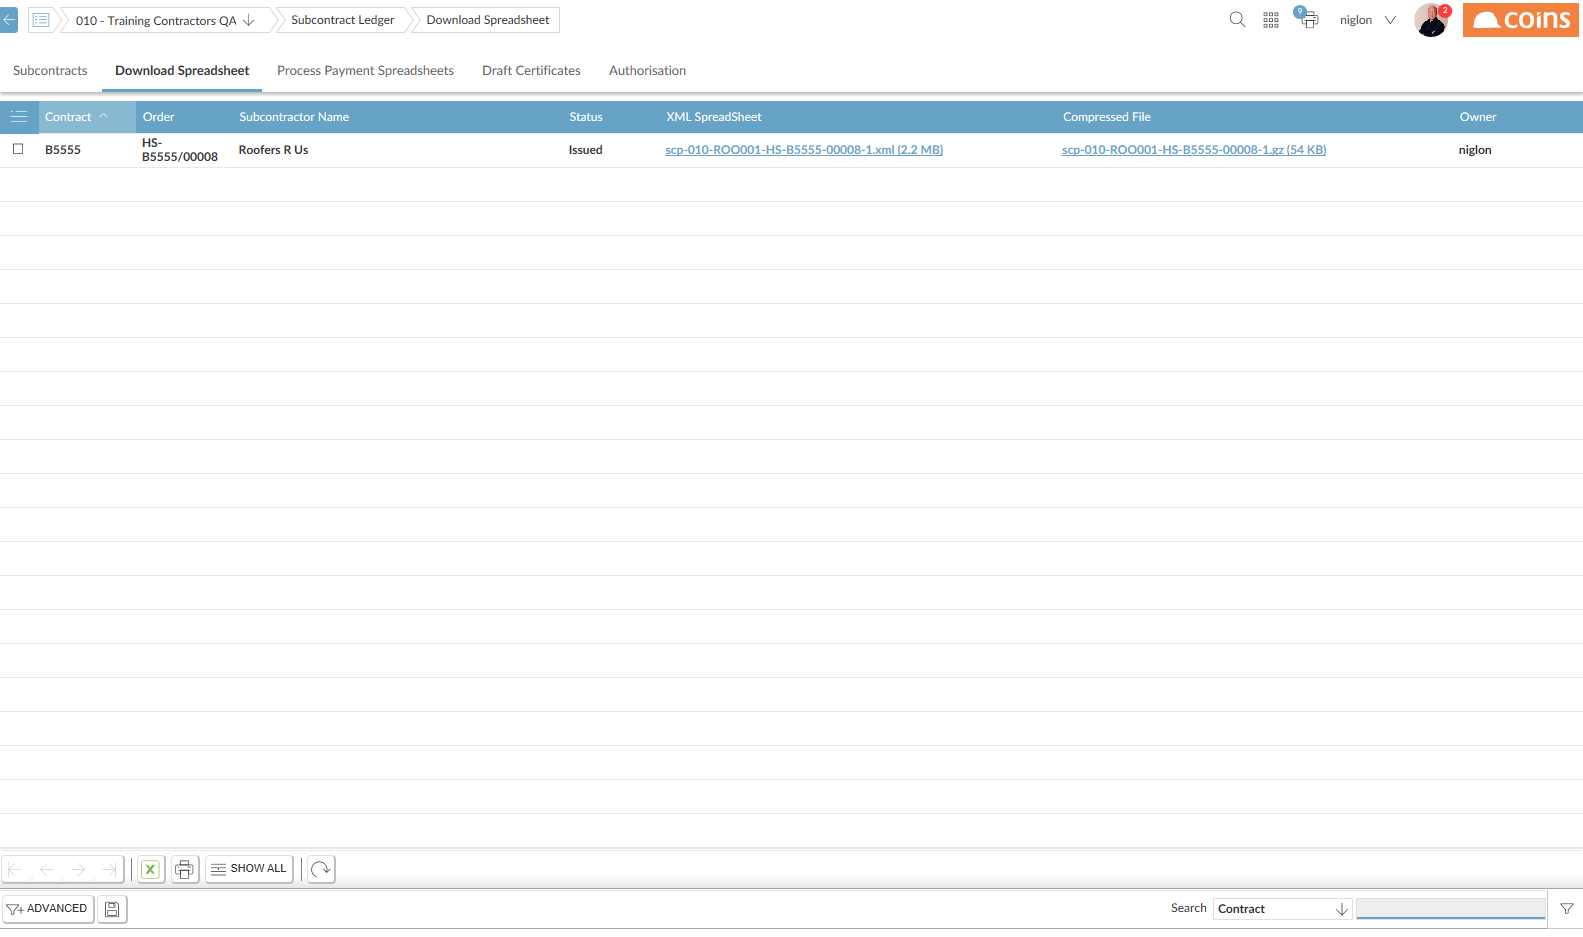 010 - Training Contractors QA
Subcontract Ledger
Download Spreadsheet
9
niglon
2
coins
Subcontracts
Download Spreadsheet
Process Payment Spreadsheets
Draft Certificates
Authorisation
Contract
Order
Subcontractor Name
Status
XML SpreadSheet
Compressed File
Owner
B5555
HS-
B5555/00008
Roofers R Us
Issued
scp-010-ROO001-HS-B5555-00008-1.xml (2.2 MB)
scp-010-ROO001-HS-B5555-00008-1.gz (54 KB)
niglon
X
SHOW ALL
ADVANCED
Search
Contract